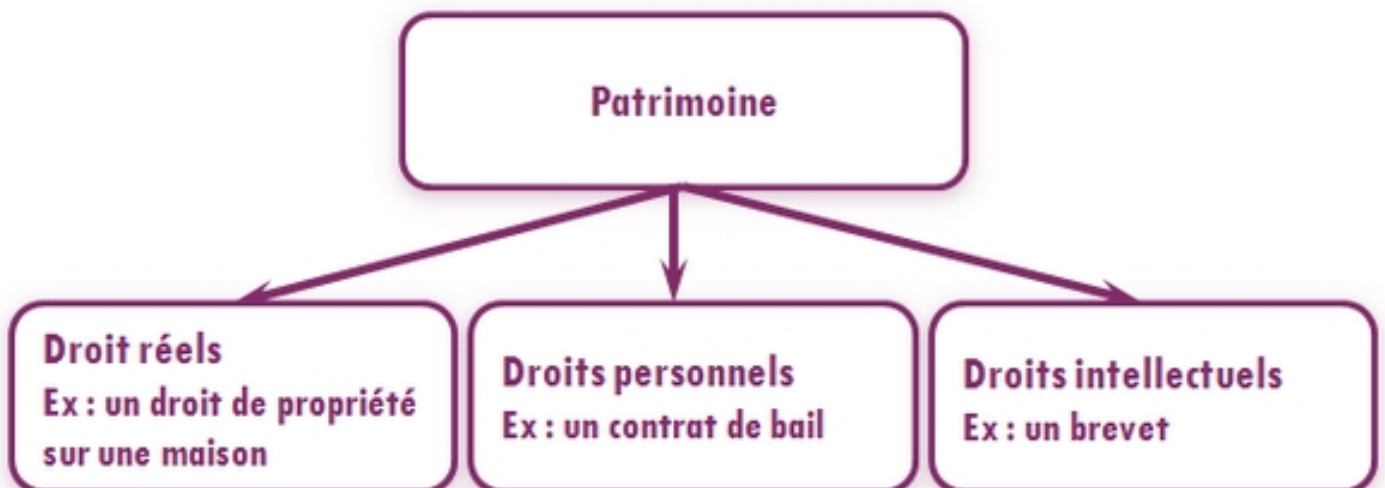 Patrimoine
Droit réels
Ex : un droit de propriété
sur une maison
Droits personnels
Ex : un contrat de bail
Droits intellectuels
Ex : un brevet